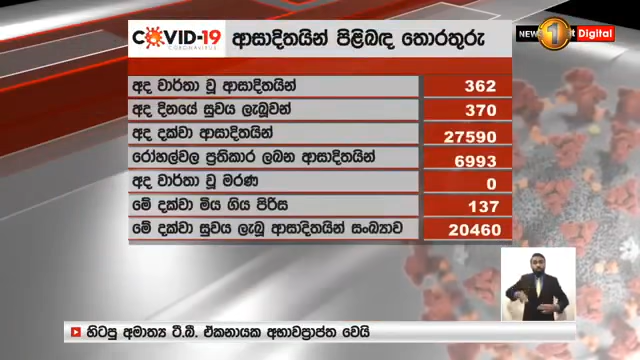 COVID-19 ආසාදිතයින් පිළිබඳ තොරතුරු
CORONAVIRUS
NEWS 1st Digital
අද වාර්තා වූ ආසාදිතයින් 362
අද දිනයේ සුවය ලැබූවන් 370
අද දක්වා ආසාදිතයින් 27590
රෝහල්වල ප්‍රතිකාර ලබන ආසාදිතයින් 6993
අද වාර්තා වූ මරණ 0
මේ දක්වා මිය ගිය පිරිස 137
මේ දක්වා සුවය ලැබූ ආසාදිතයින් සංඛ්‍යාව 20460
හිටපු අමාත්‍ය ටී.බී. ඒකනායක අභාවප්‍රාප්ත වෙයි